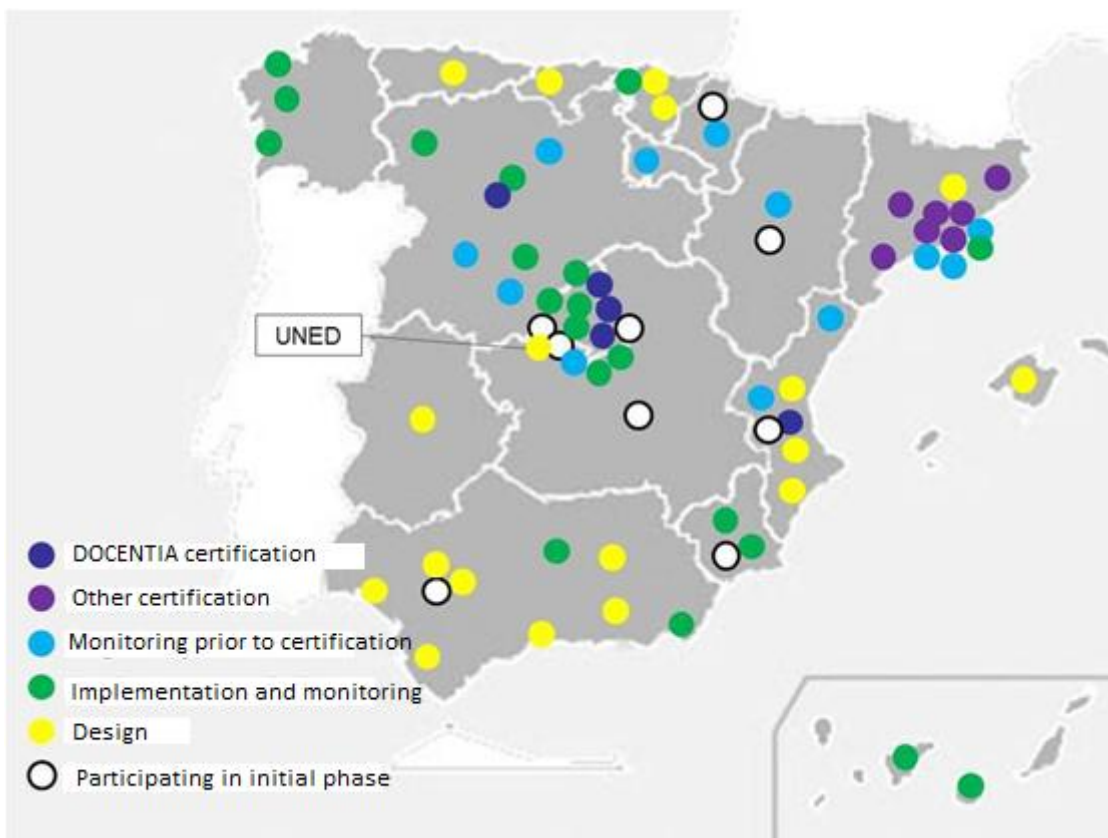 UNED
DOCENTIA certification
Other certification
Monitoring prior to certification
Implementation and monitoring
Design
Participating in initial phase